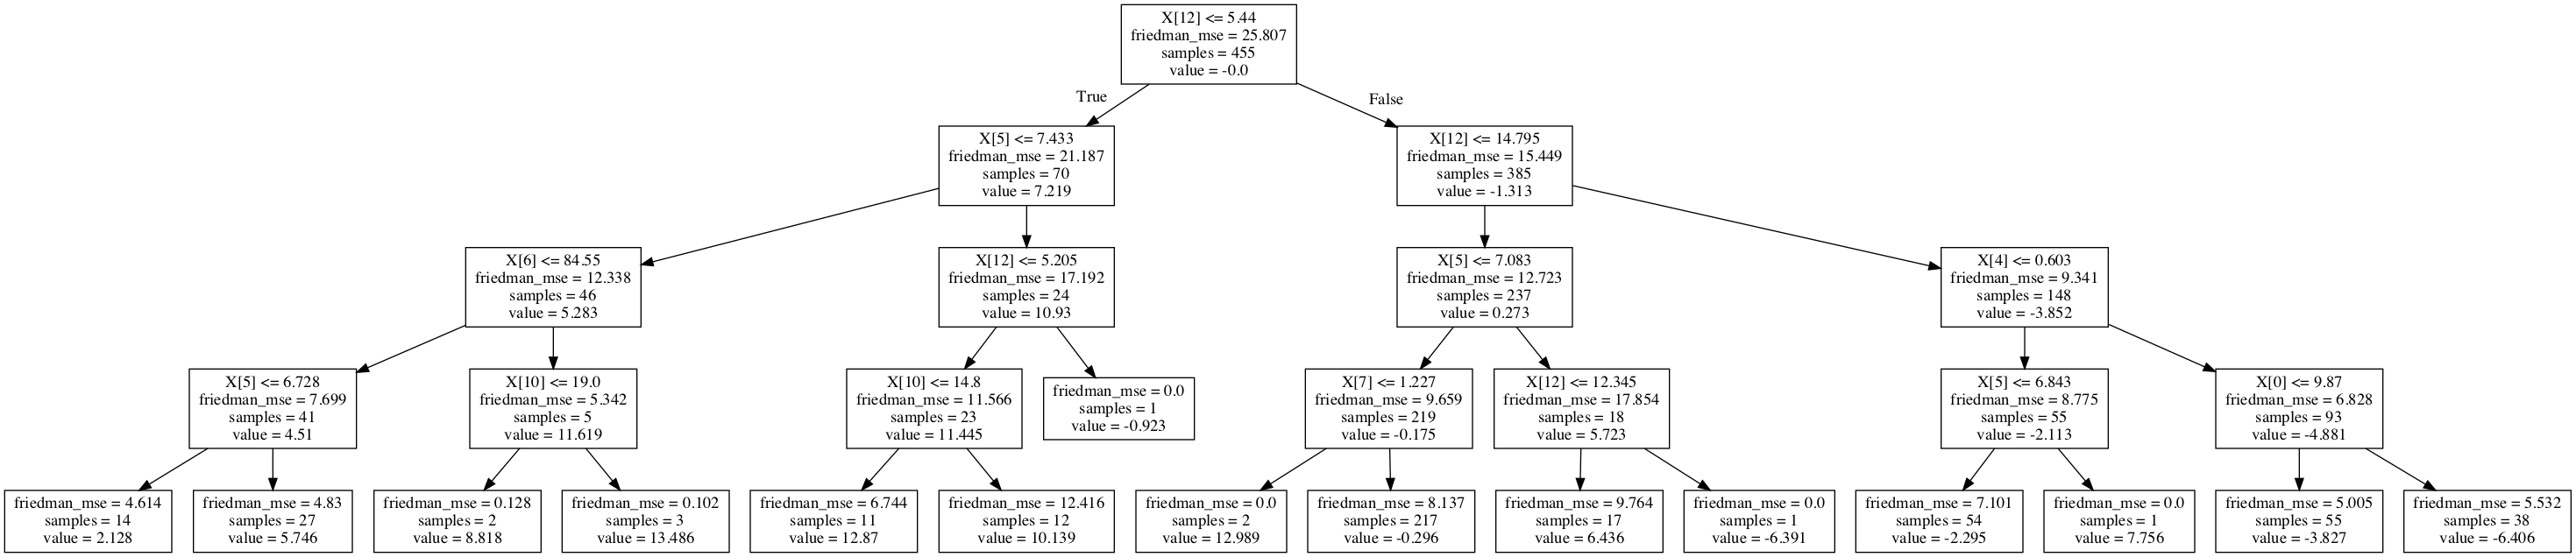 X[12] <= 5.44
friedman_mse = 25.807
samples = 455
value = -0.0
True
False
X[5] <= 7.433
friedman_mse = 21.187
samples = 70
value = 7.219
X[12] <= 14.795
friedman_mse = 15.449
samples = 385
value = -1.313
X[6] <= 84.55
friedman_mse = 12.338
samples = 46
value = 5.283
X[12] <= 5.205
friedman_mse = 17.192
samples = 24
value = 10.93
X[5] <= 7.083
friedman_mse = 12.723
samples = 237
value = 0.273
X[4] <= 0.603
friedman_mse = 9.341
samples = 148
value = -3.852
X[5] <= 6.728
friedman_mse = 7.699
samples = 41
value = 4.51
X[10] <= 19.0
friedman_mse = 5.342
samples = 5
value = 11.619
X[10] <= 14.8
friedman_mse = 11.566
samples = 23
value = 11.445
friedman_mse = 0.0
samples = 1
value = -0.923
X[7] <= 1.227
friedman_mse = 9.659
samples = 219
value = -0.175
X[12] <= 12.345
friedman_mse = 17.854
samples = 18
value = 5.723
X[5] <= 6.843
friedman_mse = 8.775
samples = 55
value = -2.113
X[0] <= 9.87
friedman_mse = 6.828
samples = 93
value = -4.881
friedman_mse = 4.614
samples = 14
value = 2.128
friedman_mse = 4.83
samples = 27
value = 5.746
friedman_mse = 0.128
samples = 2
value = 8.818
friedman_mse = 0.102
samples = 3
value = 13.486
friedman_mse = 6.744
samples = 11
value = 12.87
friedman_mse = 12.416
samples = 12
value = 10.139
friedman_mse = 0.0
samples = 2
value = 12.989
friedman_mse = 8.137
samples = 217
value = -0.296
friedman_mse = 9.764
samples = 17
value = 6.436
friedman_mse = 0.0
samples = 1
value = -6.391
friedman_mse = 7.101
samples = 54
value = -2.295
friedman_mse = 0.0
samples = 1
value = 7.756
friedman_mse = 5.005
samples = 55
value = -3.827
friedman_mse = 5.532
samples = 38
value = -6.406